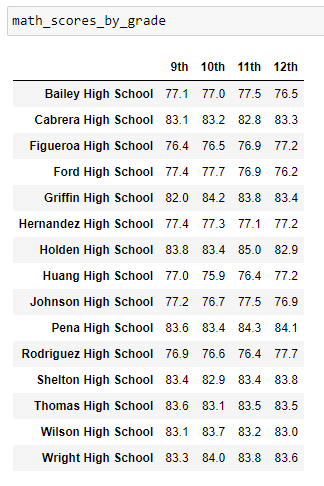 math_scores_by_grade
9th 10th 11th 12th
Bailey High School 77.1 77.0 77.5 76.5
Cabrera High School 83.1 83.2 82.8 83.3
Figueroa High School 76.4 76.5 76.9 77.2
Ford High School 77.4 77.7 76.9 76.2
Griffin High School 82.0 84.2 83.8 83.4
Hernandez High School 77.4 77.3 77.1 77.2
Holden High School 83.8 83.4 85.0 82.9
Huang High School 77.0 75.9 76.4 77.2
Johnson High School 77.2 76.7 77.5 76.9
Pena High School 83.6 83.4 84.3 84.1
Rodriguez High School 76.9 76.6 76.4 77.7
Shelton High School 83.4 82.9 83.4 83.8
Thomas High School 83.6 83.1 83.5 83.5
Wilson High School 83.1 83.7 83.2 83.0
Wright High School 83.3 84.0 83.8 83.6